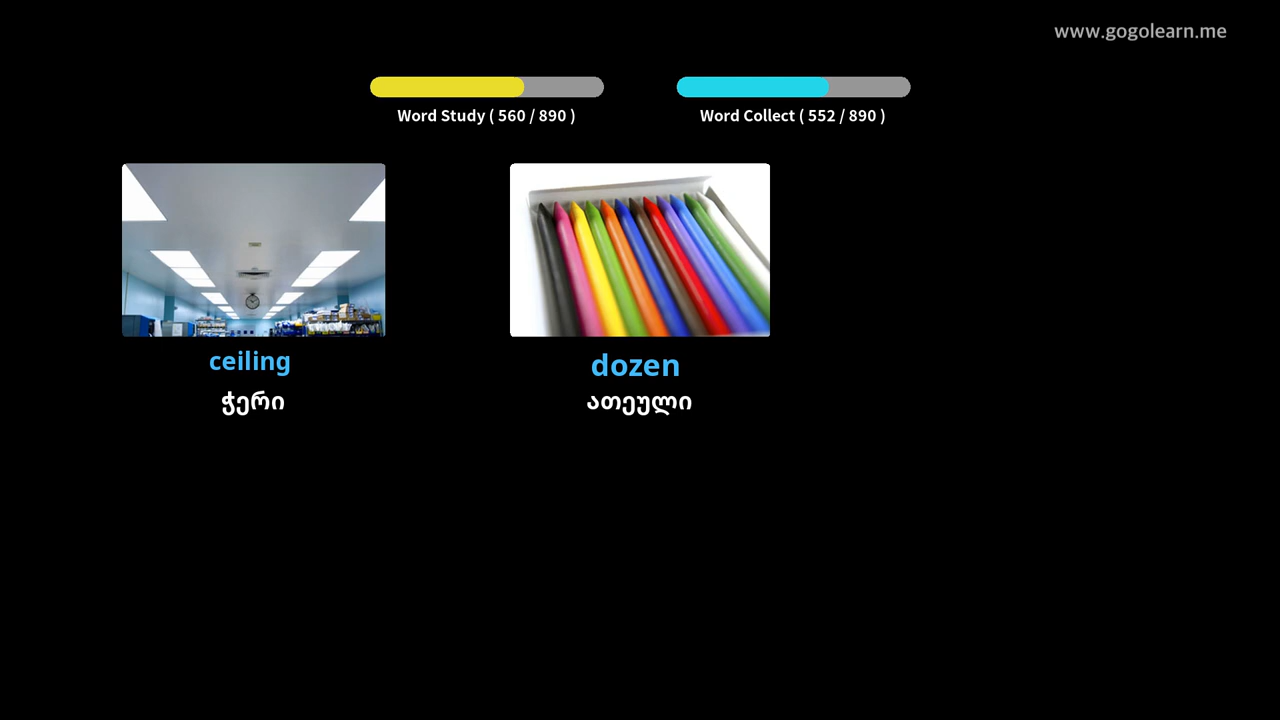 www.gogolearn.me
Word Study ( 560 / 890 )
Word Collect ( 552 / 890 )
ceiling
ჭერი
dozen
ათეული